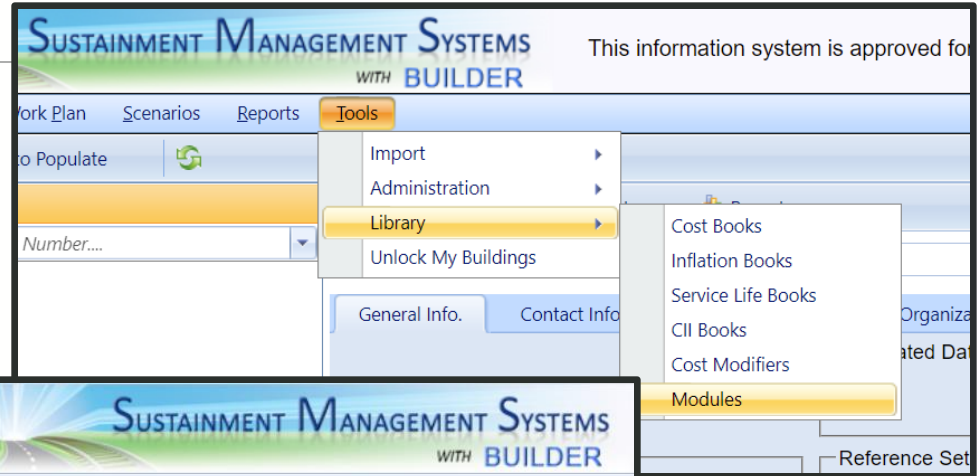 SUSTAINMENT MANAGEMENT SYSTEMS
WITH BUILDER
This information system is approved for
Work Plan Scenarios Reports Tools
to Populate
Import
Administration
Library
Unlock My Buildings
Number....
Cost Books
Inflation Books
Service Life Books
CII Books
Cost Modifiers
Modules
General Info. Contact Info
Organiza
ated Dat
SUSTAINMENT MANAGEMENT SYSTEMS
WITH BUILDER
Reference Set